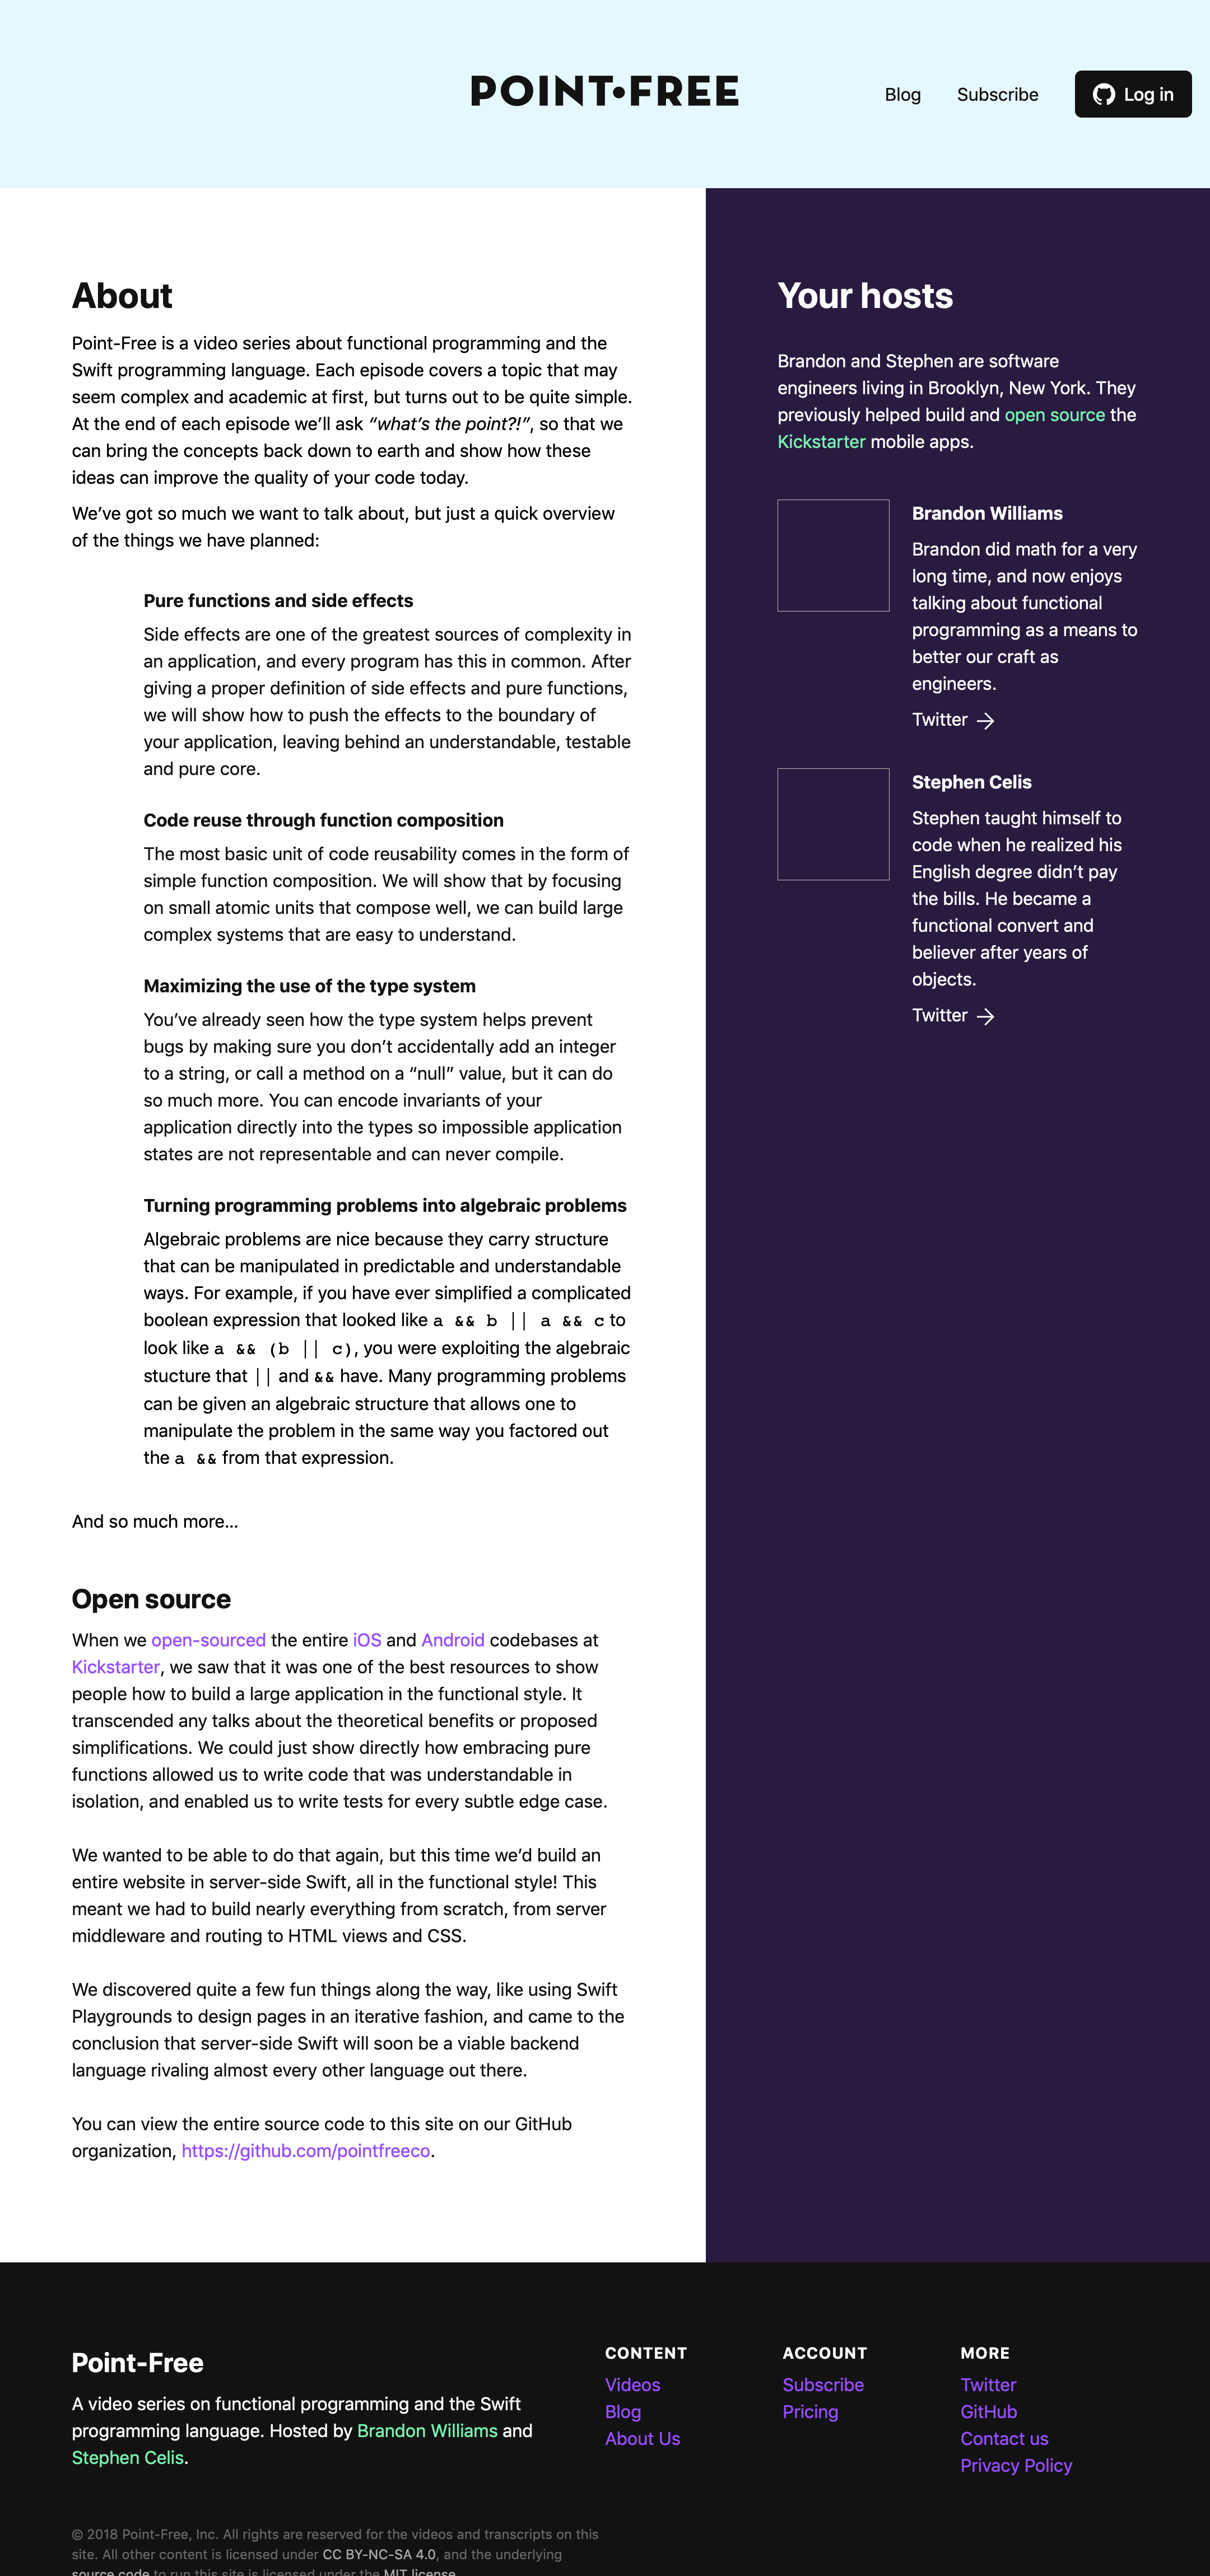 POINT•FREE
Blog
Subscribe
Log in
About
Point-Free is a video series about functional programming and the
Swift programming language. Each episode covers a topic that may
seem complex and academic at first, but turns out to be quite simple.
At the end of each episode we’ll ask “what’s the point?!”, so that we
can bring the concepts back down to earth and show how these
ideas can improve the quality of your code today.
We’ve got so much we want to talk about, but just a quick overview
of the things we have planned:
Pure functions and side effects
Side effects are one of the greatest sources of complexity in
an application, and every program has this in common. After
giving a proper definition of side effects and pure functions,
we will show how to push the effects to the boundary of
your application, leaving behind an understandable, testable
and pure core.
Code reuse through function composition
The most basic unit of code reusability comes in the form of
simple function composition. We will show that by focusing
on small atomic units that compose well, we can build large
complex systems that are easy to understand.
Maximizing the use of the type system
You’ve already seen how the type system helps prevent
bugs by making sure you don’t accidentally add an integer
to a string, or call a method on a “null” value, but it can do
so much more. You can encode invariants of your
application directly into the types so impossible application
states are not representable and can never compile.
Turning programming problems into algebraic problems
Algebraic problems are nice because they carry structure
that can be manipulated in predictable and understandable
ways. For example, if you have ever simplified a complicated
boolean expression that looked like a && b || a && c to
look like a && (b || c), you were exploiting the algebraic
stucture that || and && have. Many programming problems
can be given an algebraic structure that allows one to
manipulate the problem in the same way you factored out
the a && from that expression.
And so much more…
Open source
When we open-sourced the entire iOS and Android codebases at
Kickstarter, we saw that it was one of the best resources to show
people how to build a large application in the functional style. It
transcended any talks about the theoretical benefits or proposed
simplifications. We could just show directly how embracing pure
functions allowed us to write code that was understandable in
isolation, and enabled us to write tests for every subtle edge case.
We wanted to be able to do that again, but this time we’d build an
entire website in server-side Swift, all in the functional style! This
meant we had to build nearly everything from scratch, from server
middleware and routing to HTML views and CSS.
We discovered quite a few fun things along the way, like using Swift
Playgrounds to design pages in an iterative fashion, and came to the
conclusion that server-side Swift will soon be a viable backend
language rivaling almost every other language out there.
You can view the entire source code to this site on our GitHub
organization, https://github.com/pointfreeco.
Your hosts
Brandon and Stephen are software
engineers living in Brooklyn, New York. They
previously helped build and open source the
Kickstarter mobile apps.
Brandon Williams
Brandon did math for a very
long time, and now enjoys
talking about functional
programming as a means to
better our craft as
engineers.
Twitter
Stephen Celis
Stephen taught himself to
code when he realized his
English degree didn’t pay
the bills. He became a
functional convert and
believer after years of
objects.
Twitter
Point-Free
A video series on functional programming and the Swift
programming language. Hosted by Brandon Williams and
Stephen Celis.
CONTENT
Videos
Blog
About Us
ACCOUNT
Subscribe
Pricing
MORE
Twitter
GitHub
Contact us
Privacy Policy
© 2018 Point-Free, Inc. All rights are reserved for the videos and transcripts on this
site. All other content is licensed under CC BY-NC-SA 4.0, and the underlying
source code to run this site is licensed under the MIT license